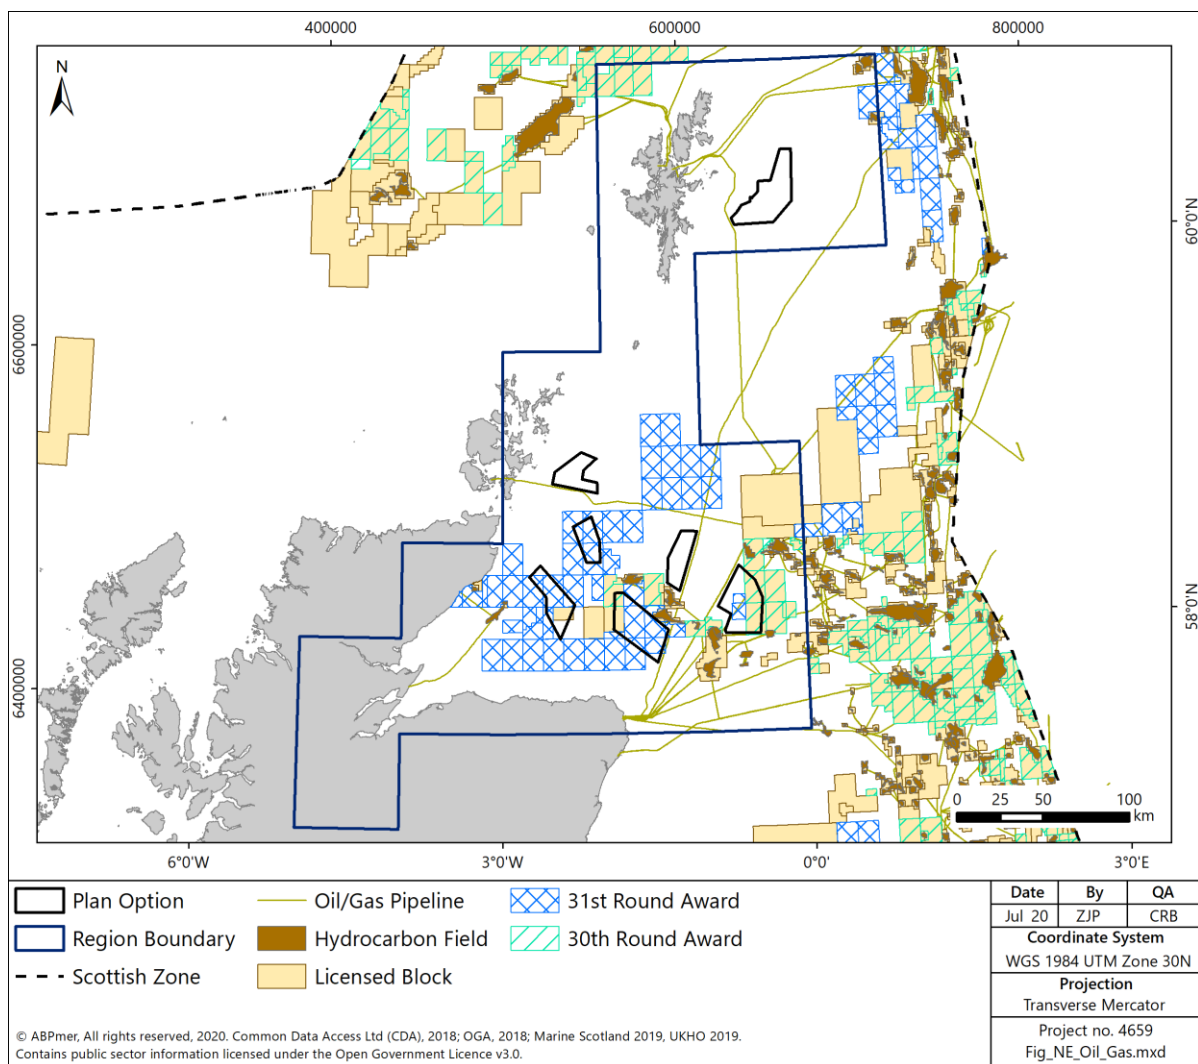 400000
600000
800000
N
60°0'N
6600000
58°0'N
6400000
0
25
50
100
km
6°0'W
3°0'W
0°0'
3°0'E
Plan Option
Oil/Gas Pipeline
31st Round Award
Region Boundary
Hydrocarbon Field
30th Round Award
Scottish Zone
Licensed Block
Date
By
QA
Jul 20
ZJP
CRB
Coordinate System
WGS 1984 UTM Zone 30N
Projection
Transverse Mercator
Project no. 4659
Fig_NE_Oil_Gas.mxd
© ABPmer, All rights reserved, 2020. Common Data Access Ltd (CDA), 2018; OGA, 2018; Marine Scotland 2019, UKHO 2019.
Contains public sector information licensed under the Open Government Licence v3.0.